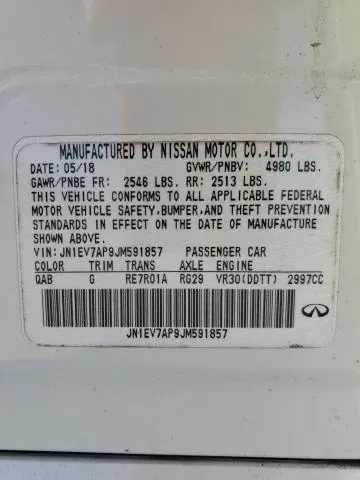 MANUFACTURED BY NISSAN MOTOR CO.,LTD.
DATE: 05/18 GVWR/PNBV: 4980 LBS.
GAWR/PNBE FR: 2546 LBS. RR: 2513 LBS.
THIS VEHICLE CONFORMS TO ALL APPLICABLE FEDERAL
MOTOR VEHICLE SAFETY,BUMPER,AND THEFT PREVENTION
STANDARDS IN EFFECT ON THE DATE OF MANUFACTURE
SHOWN ABOVE.
VIN: JN1EV7AP9JM591857 PASSENGER CAR
COLOR TRIM TRANS AXLE ENGINE
QAB G RE7R01A RG29 VR30(DDTT) 2997CC
JN1EV7AP9JM591857